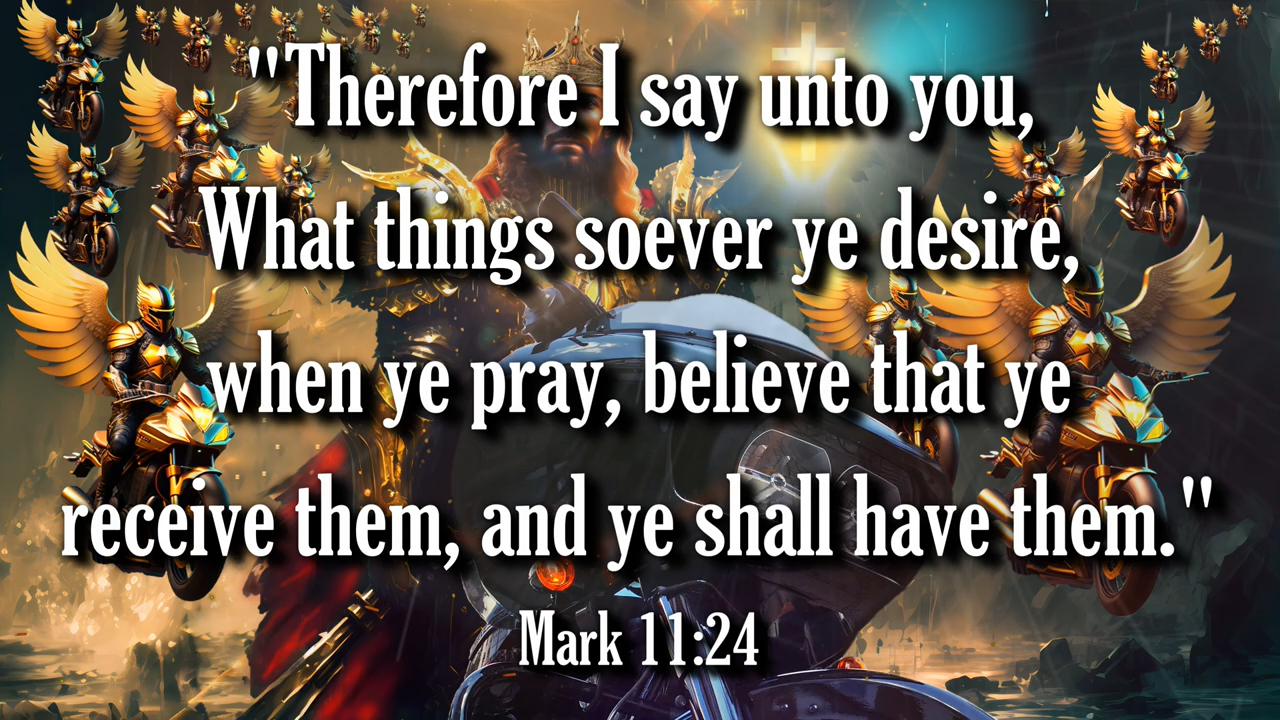 "Therefore I say unto you,
What things soever ye desire,
when ye pray, believe that ye
receive them, and ye shall have them."
Mark 11:24